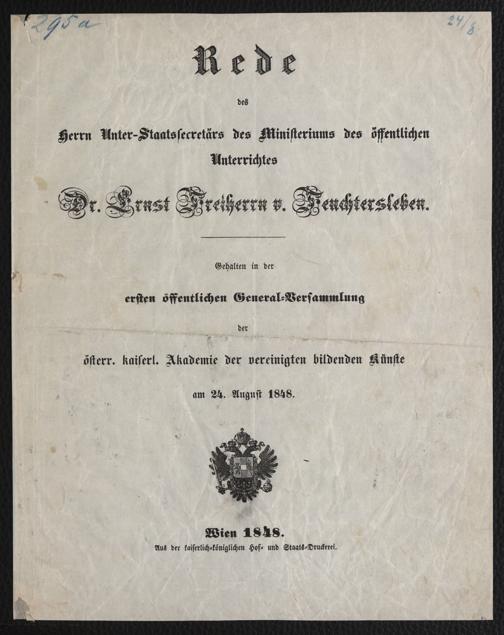 295a
24/8
Rede
des
Herrn Unter-Staatssecretärs des Ministeriums des öffentlichen
Unterrichtes
Dr. Ernst Freiherrn v. Feuchtersleben.
Gehalten in der
ersten öffentlichen General-Versammlung
der
österr. kaiserl. Akademie der vereinigten bildenden Künste
am 24. August 1848.
Wien 1848.
Aus der kaiserlich-königlichen Hof- und Staats-Druckerei.